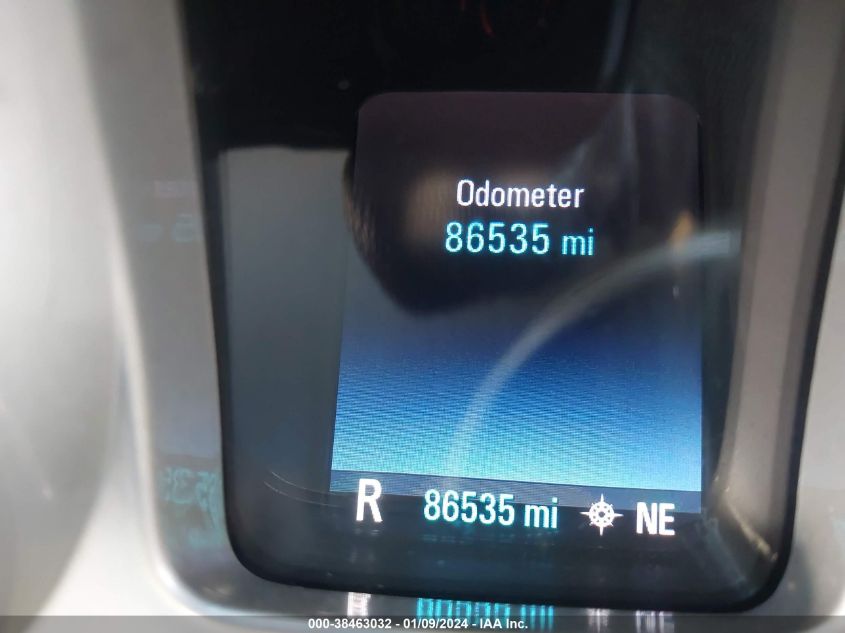 Odometer
86535 mi
R 86535 mi NE
000-38463032 - 01/09/2024 - IAA Inc.